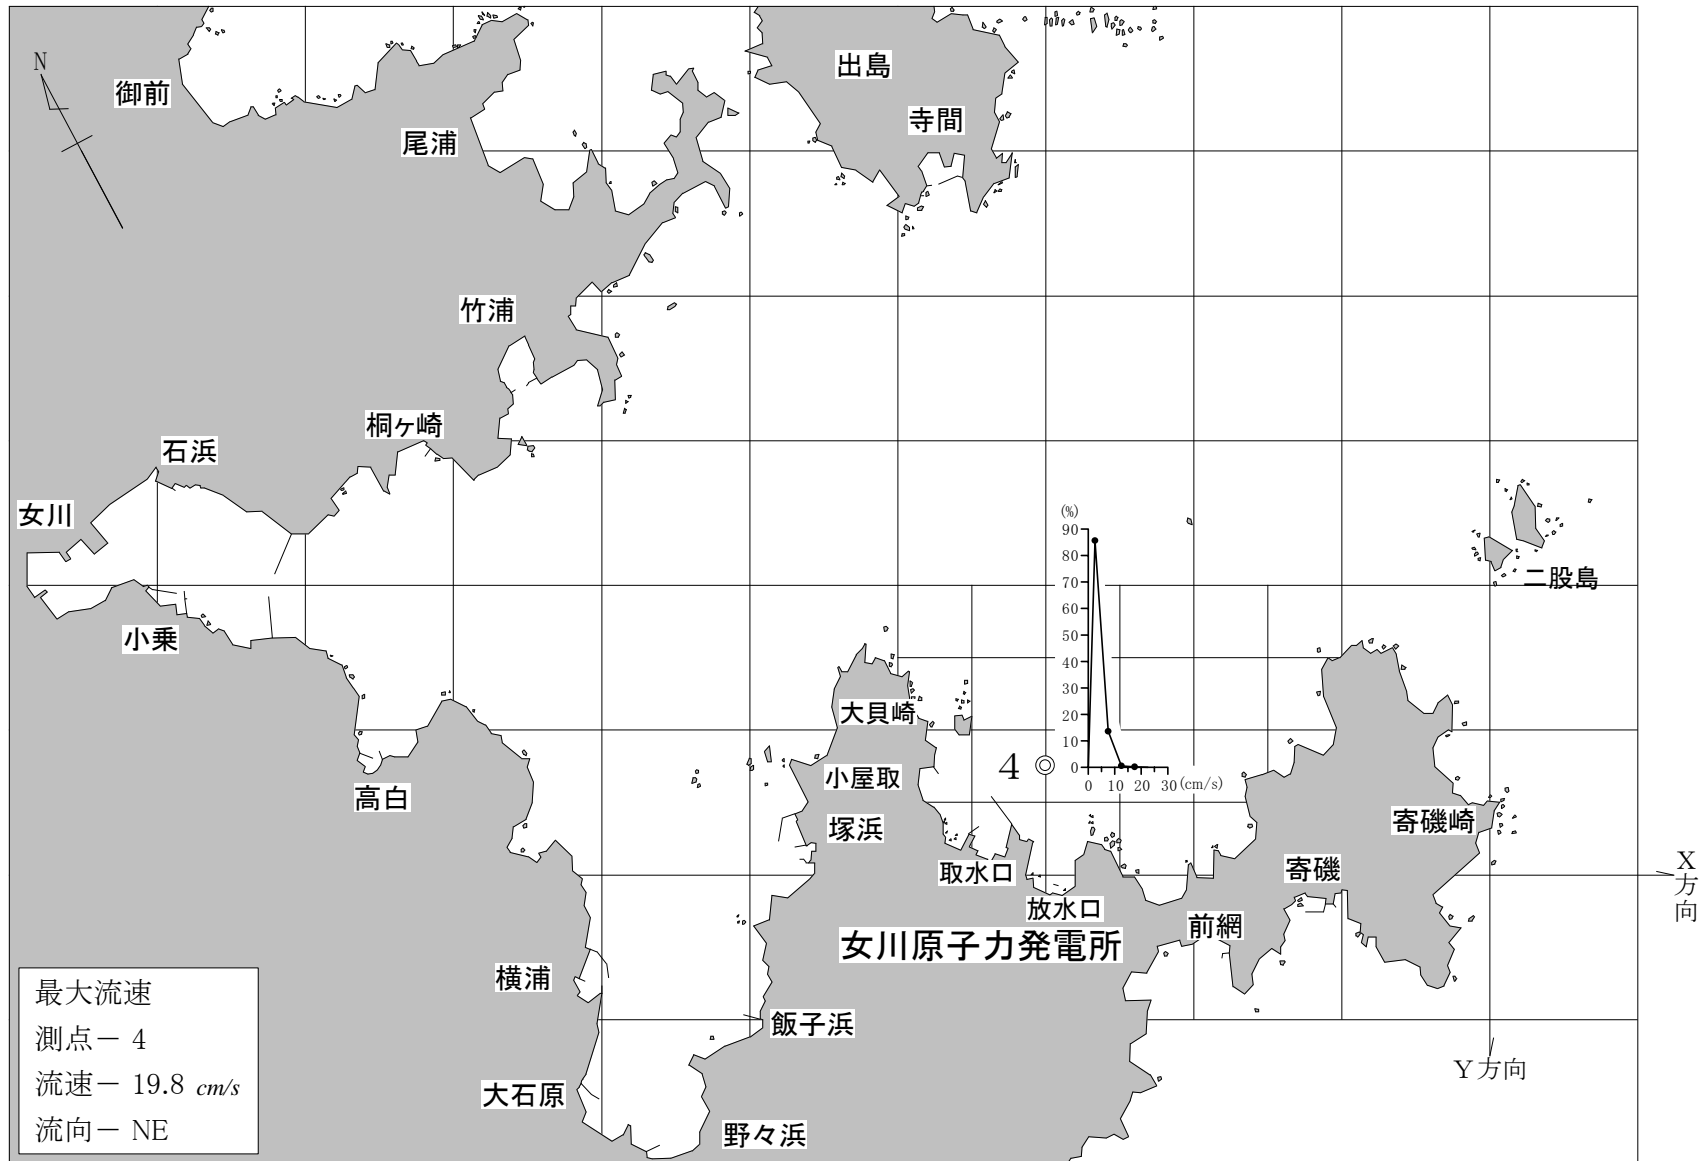 N
御前
尾浦
出島
寺間
竹浦
桐ヶ崎
石浜
女川
小乗
高白
(%)
90
80
70
60
50
40
30
20
10
0
0 10 20 30 (cm/s)
4
二股島
大貝崎
小屋取
塚浜
取水口
放水口
女川原子力発電所
前網
寄磯
寄磯崎
X方向
Y方向
横浦
飯子浜
大石原
野々浜
最大流速
測点－ 4
流速－ 19.8 cm/s
流向－ NE